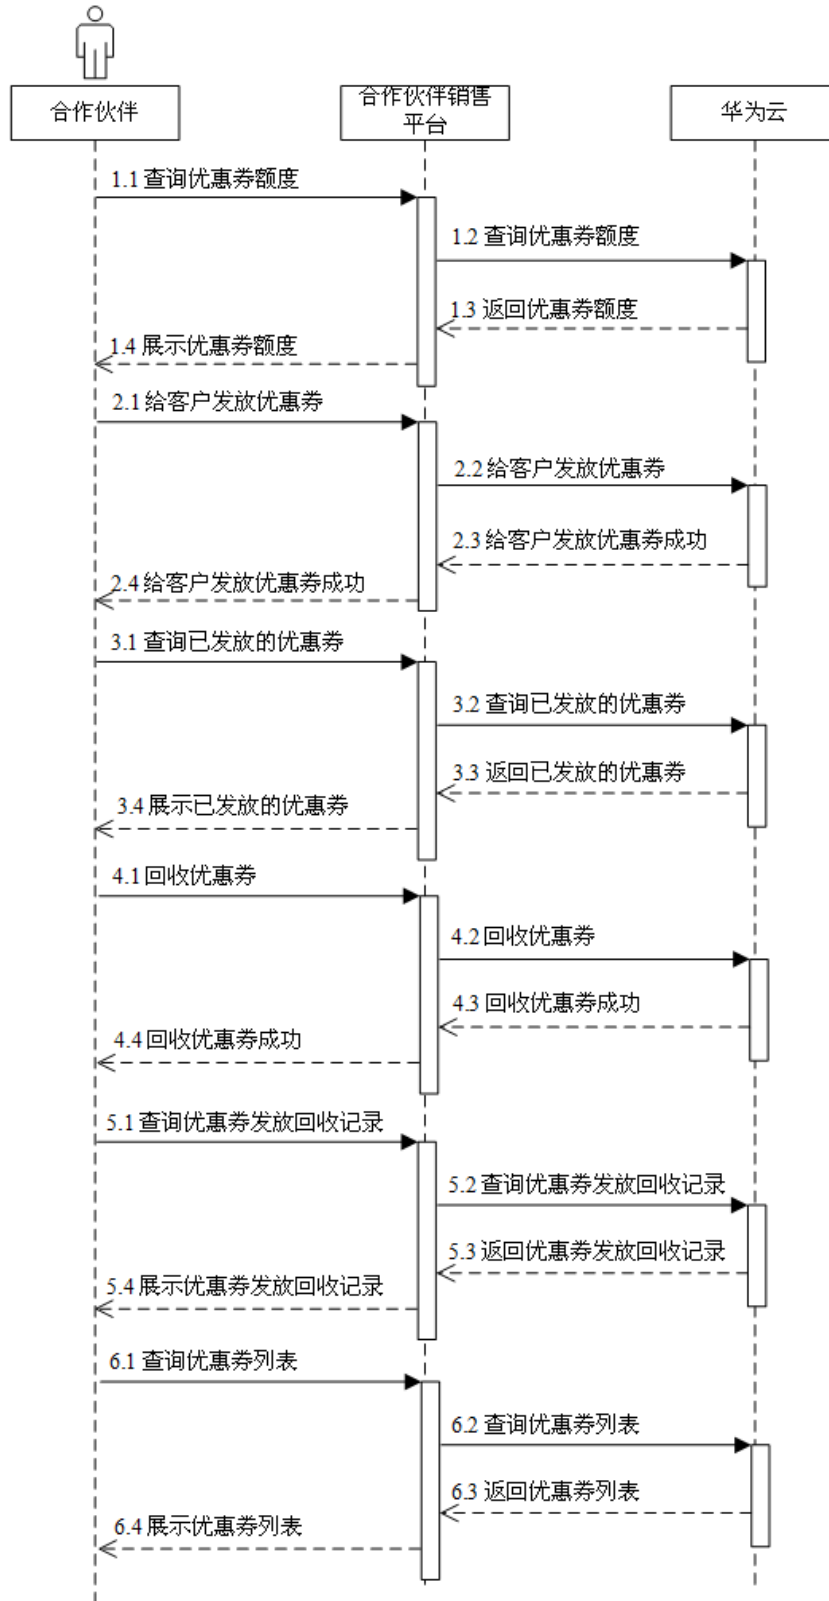 合作伙伴
合作伙伴销售
平台
华为云
1.1 查询优惠券额度
1.2 查询优惠券额度
1.3 返回优惠券额度
1.4 展示优惠券额度
2.1 给客户发放优惠券
2.2 给客户发放优惠券
2.3 给客户发放优惠券成功
2.4 给客户发放优惠券成功
3.1 查询已发放的优惠券
3.2 查询已发放的优惠券
3.3 返回已发放的优惠券
3.4 展示已发放的优惠券
4.1 回收优惠券
4.2 回收优惠券
4.3 回收优惠券成功
4.4 回收优惠券成功
5.1 查询优惠券发放回收记录
5.2 查询优惠券发放回收记录
5.3 返回优惠券发放回收记录
5.4 展示优惠券发放回收记录
6.1 查询优惠券列表
6.2 查询优惠券列表
6.3 返回优惠券列表
6.4 展示优惠券列表